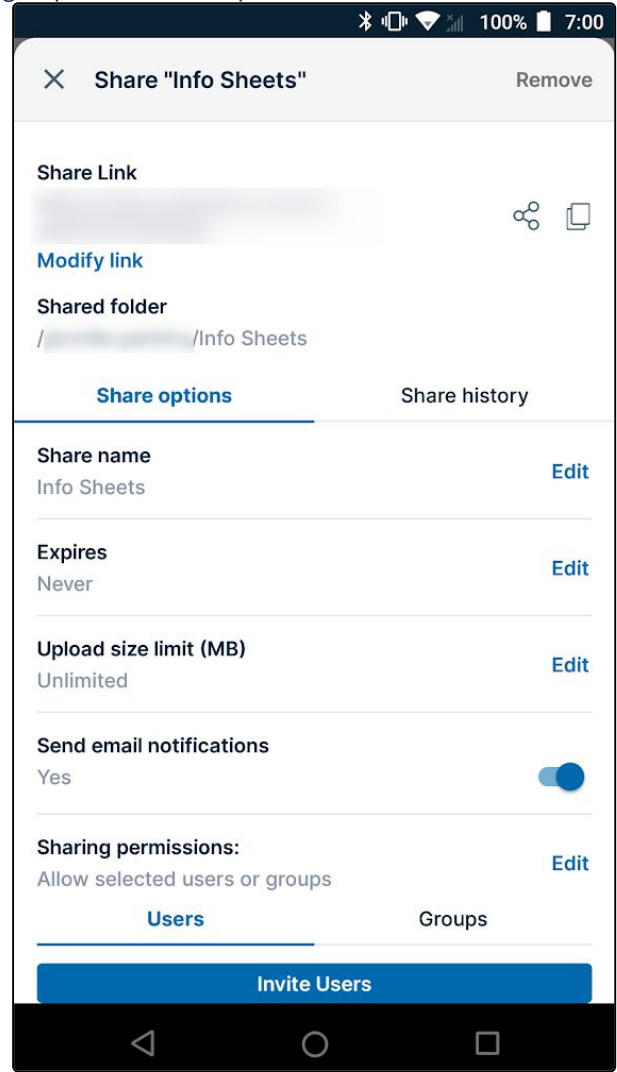 100% 7:00
Share "Info Sheets" Remove
Share Link
Modify link
Shared folder
/ /Info Sheets
Share options Share history
Share name
Info Sheets Edit
Expires
Never Edit
Upload size limit (MB)
Unlimited Edit
Send email notifications
Yes
Sharing permissions:
Allow selected users or groups Edit
Users Groups
Invite Users